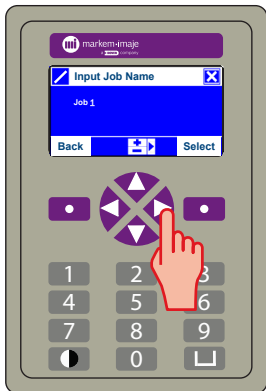 mi markem-imaje
a DOVER company
Input Job Name
Job 1
Back Select
1 2 3
4 5 6
7 8 9
0